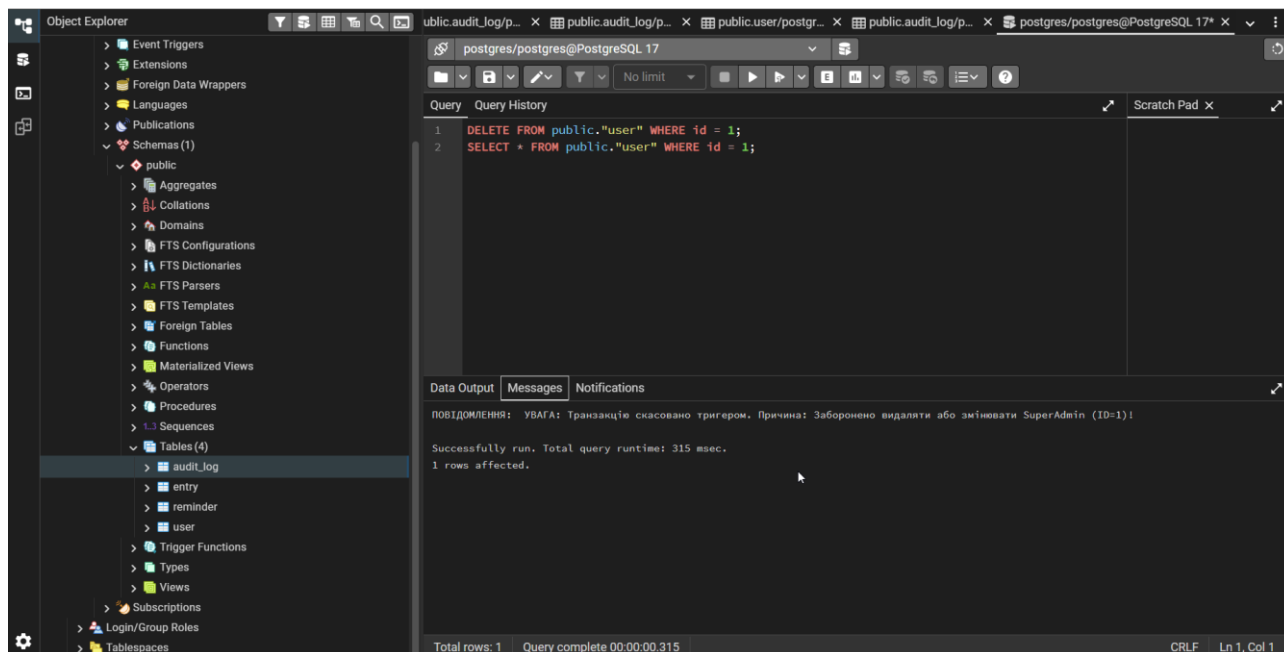 Object Explorer
ublic.audit_log/p... public.audit_log/p... public.user/postgr... public.audit_log/p... postgres/postgres@PostgreSQL 17*
Event Triggers
Extensions
Foreign Data Wrappers
Languages
Publications
Schemas (1)
public
Aggregates
Collations
Domains
FTS Configurations
FTS Dictionaries
Aa FTS Parsers
FTS Templates
Foreign Tables
Functions
Materialized Views
Operators
Procedures
1..3 Sequences
Tables (4)
audit_log
entry
reminder
user
Trigger Functions
Types
Views
Subscriptions
Login/Group Roles
Tablespaces
postgres/postgres@PostgreSQL 17
No limit
E
Query Query History
Scratch Pad
1 DELETE FROM public."user" WHERE id = 1;
2 SELECT * FROM public."user" WHERE id = 1;
Data Output Messages Notifications
ПОВІДОМЛЕННЯ: УВАГА: Транзакцію скасовано тригером. Причина: Заборонено видаляти або змінювати SuperAdmin (ID=1)!
Successfully run. Total query runtime: 315 msec.
1 rows affected.
Total rows: 1 Query complete 00:00:00.315 CRLF Ln 1, Col 1